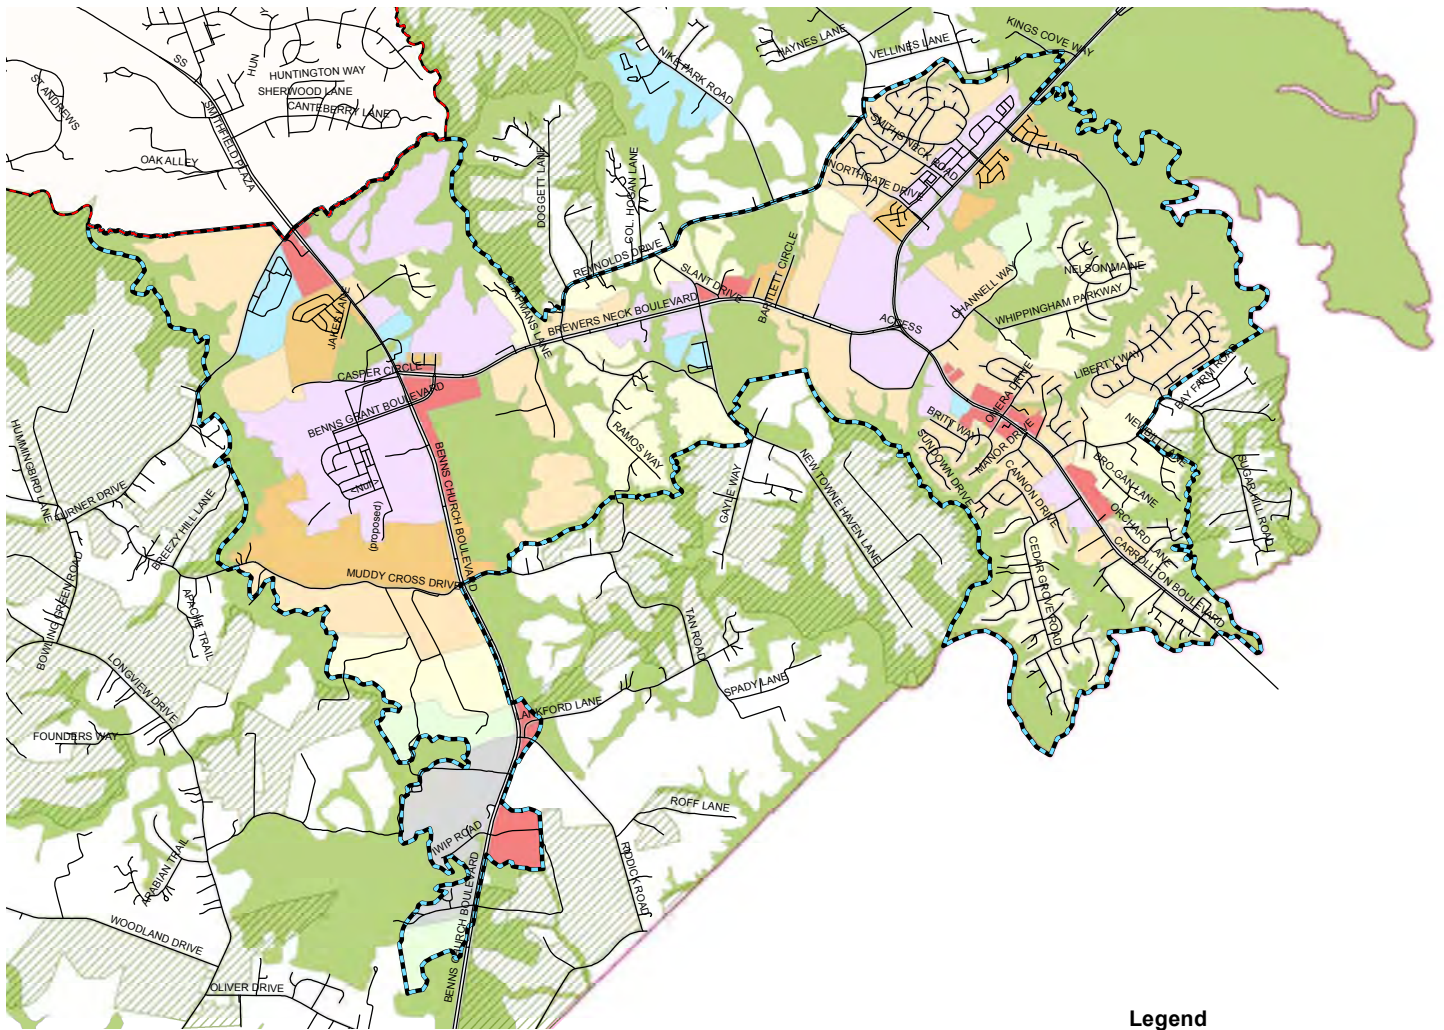 KINGS COVE WAY
HAYNES LANE
VELLINES LANE
NIKE PARK ROAD
SS
HUN
HUNTINGTON WAY
SHERWOOD LANE
CANTEBERRY LANE
ST ANDREWS
SMITHFIELD PLAZA
OAK ALLEY
SMITHS NECK ROAD
NORTHGATE DRIVE
DOGGETT LANE
COL. HOGAN LANE
REYNOLDS DRIVE
SLANT DRIVE
BARTLETT CIRCLE
NELSON MAINE
CHANNELL WAY
WHIPPINGHAM PARKWAY
JAKES LANE
CHAPMANS LANE
BREWERS NECK BOULEVARD
ACCESS
LIBERTY WAY
BAY FARM ROAD
CASPER CIRCLE
BENNS GRANT BOULEVARD
OMERA DRIVE
BRITT WAY
MANOR DRIVE
SUNDOWN DRIVE
CANNON DRIVE
RAMOS WAY
GAYLE WAY
NEW TOWNE HAVEN LANE
BRO-GAN LANE
SUGAR HILL ROAD
HUMMINGBIRD LANE
TURNER DRIVE
BREEZY HILL LANE
<Null>
(proposed)
BENNS CHURCH BOULEVARD
ORCHARD LANE
CARROLLTON BOULEVARD
CEDAR GROVE ROAD
MUDDY CROSS DRIVE
BOWLING GREEN ROAD
APACHE TRAIL
TAN ROAD
LONGVIEW DRIVE
SPADY LANE
LANKFORD LANE
FOUNDERS WAY
ROFF LANE
IWIP ROAD
RIDDICK ROAD
ARABIAN TRAIL
WOODLAND DRIVE
BENNS CHURCH BOULEVARD
OLIVER DRIVE
Legend